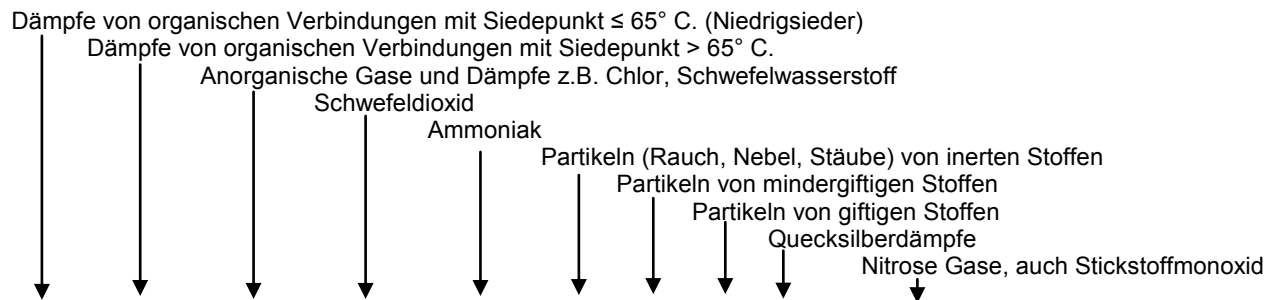 Dämpfe von organischen Verbindungen mit Siedepunkt ≤ 65° C. (Niedrigsieder)
Dämpfe von organischen Verbindungen mit Siedepunkt > 65° C.
Anorganische Gase und Dämpfe z.B. Chlor, Schwefelwasserstoff
Schwefeldioxid
Ammoniak
Partikeln (Rauch, Nebel, Stäube) von inerten Stoffen
Partikeln von mindergiftigen Stoffen
Partikeln von giftigen Stoffen
Quecksilberdämpfe
Nitrose Gase, auch Stickstoffmonoxid